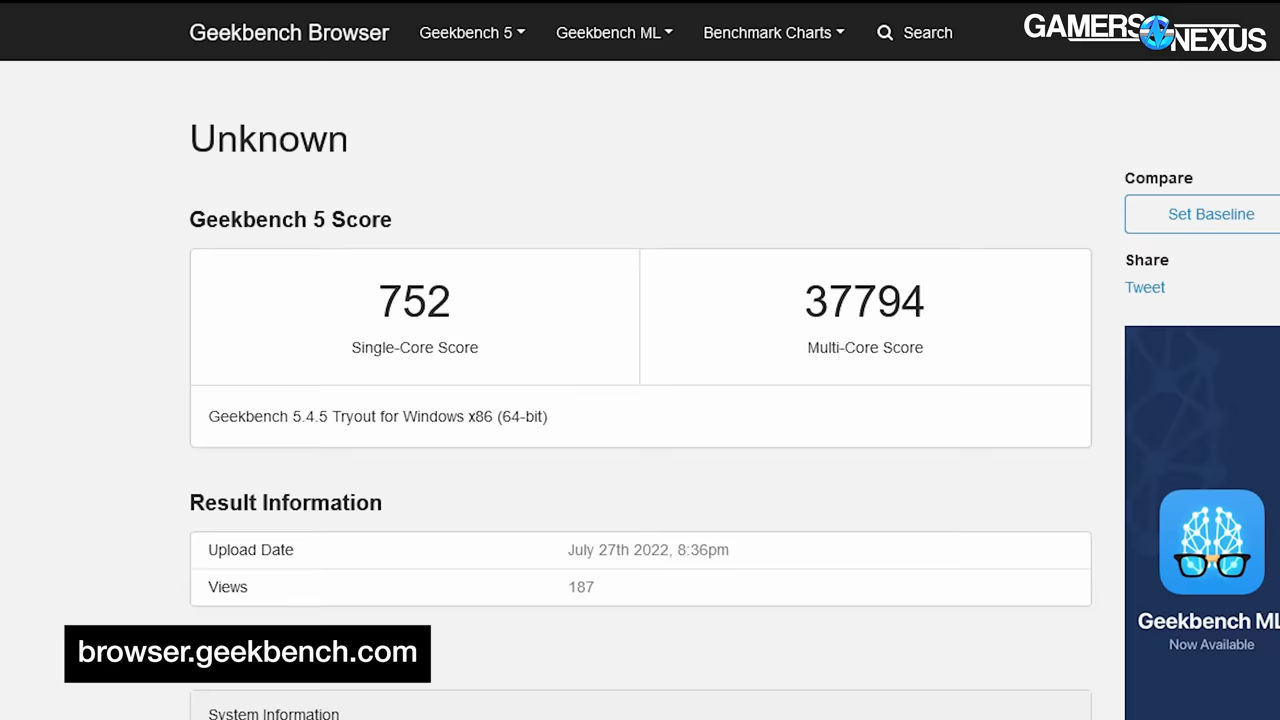 Geekbench Browser Geekbench 5 Geekbench ML Benchmark Charts Search
GAMERS NEXUS
Unknown
Compare
Set Baseline
Geekbench 5 Score
Share
Tweet
752 37794
Single-Core Score Multi-Core Score
Geekbench 5.4.5 Tryout for Windows x86 (64-bit)
Result Information
Upload Date July 27th 2022, 8:36pm
Views 187
Geekbench ML
Now Available
browser.geekbench.com
System Information